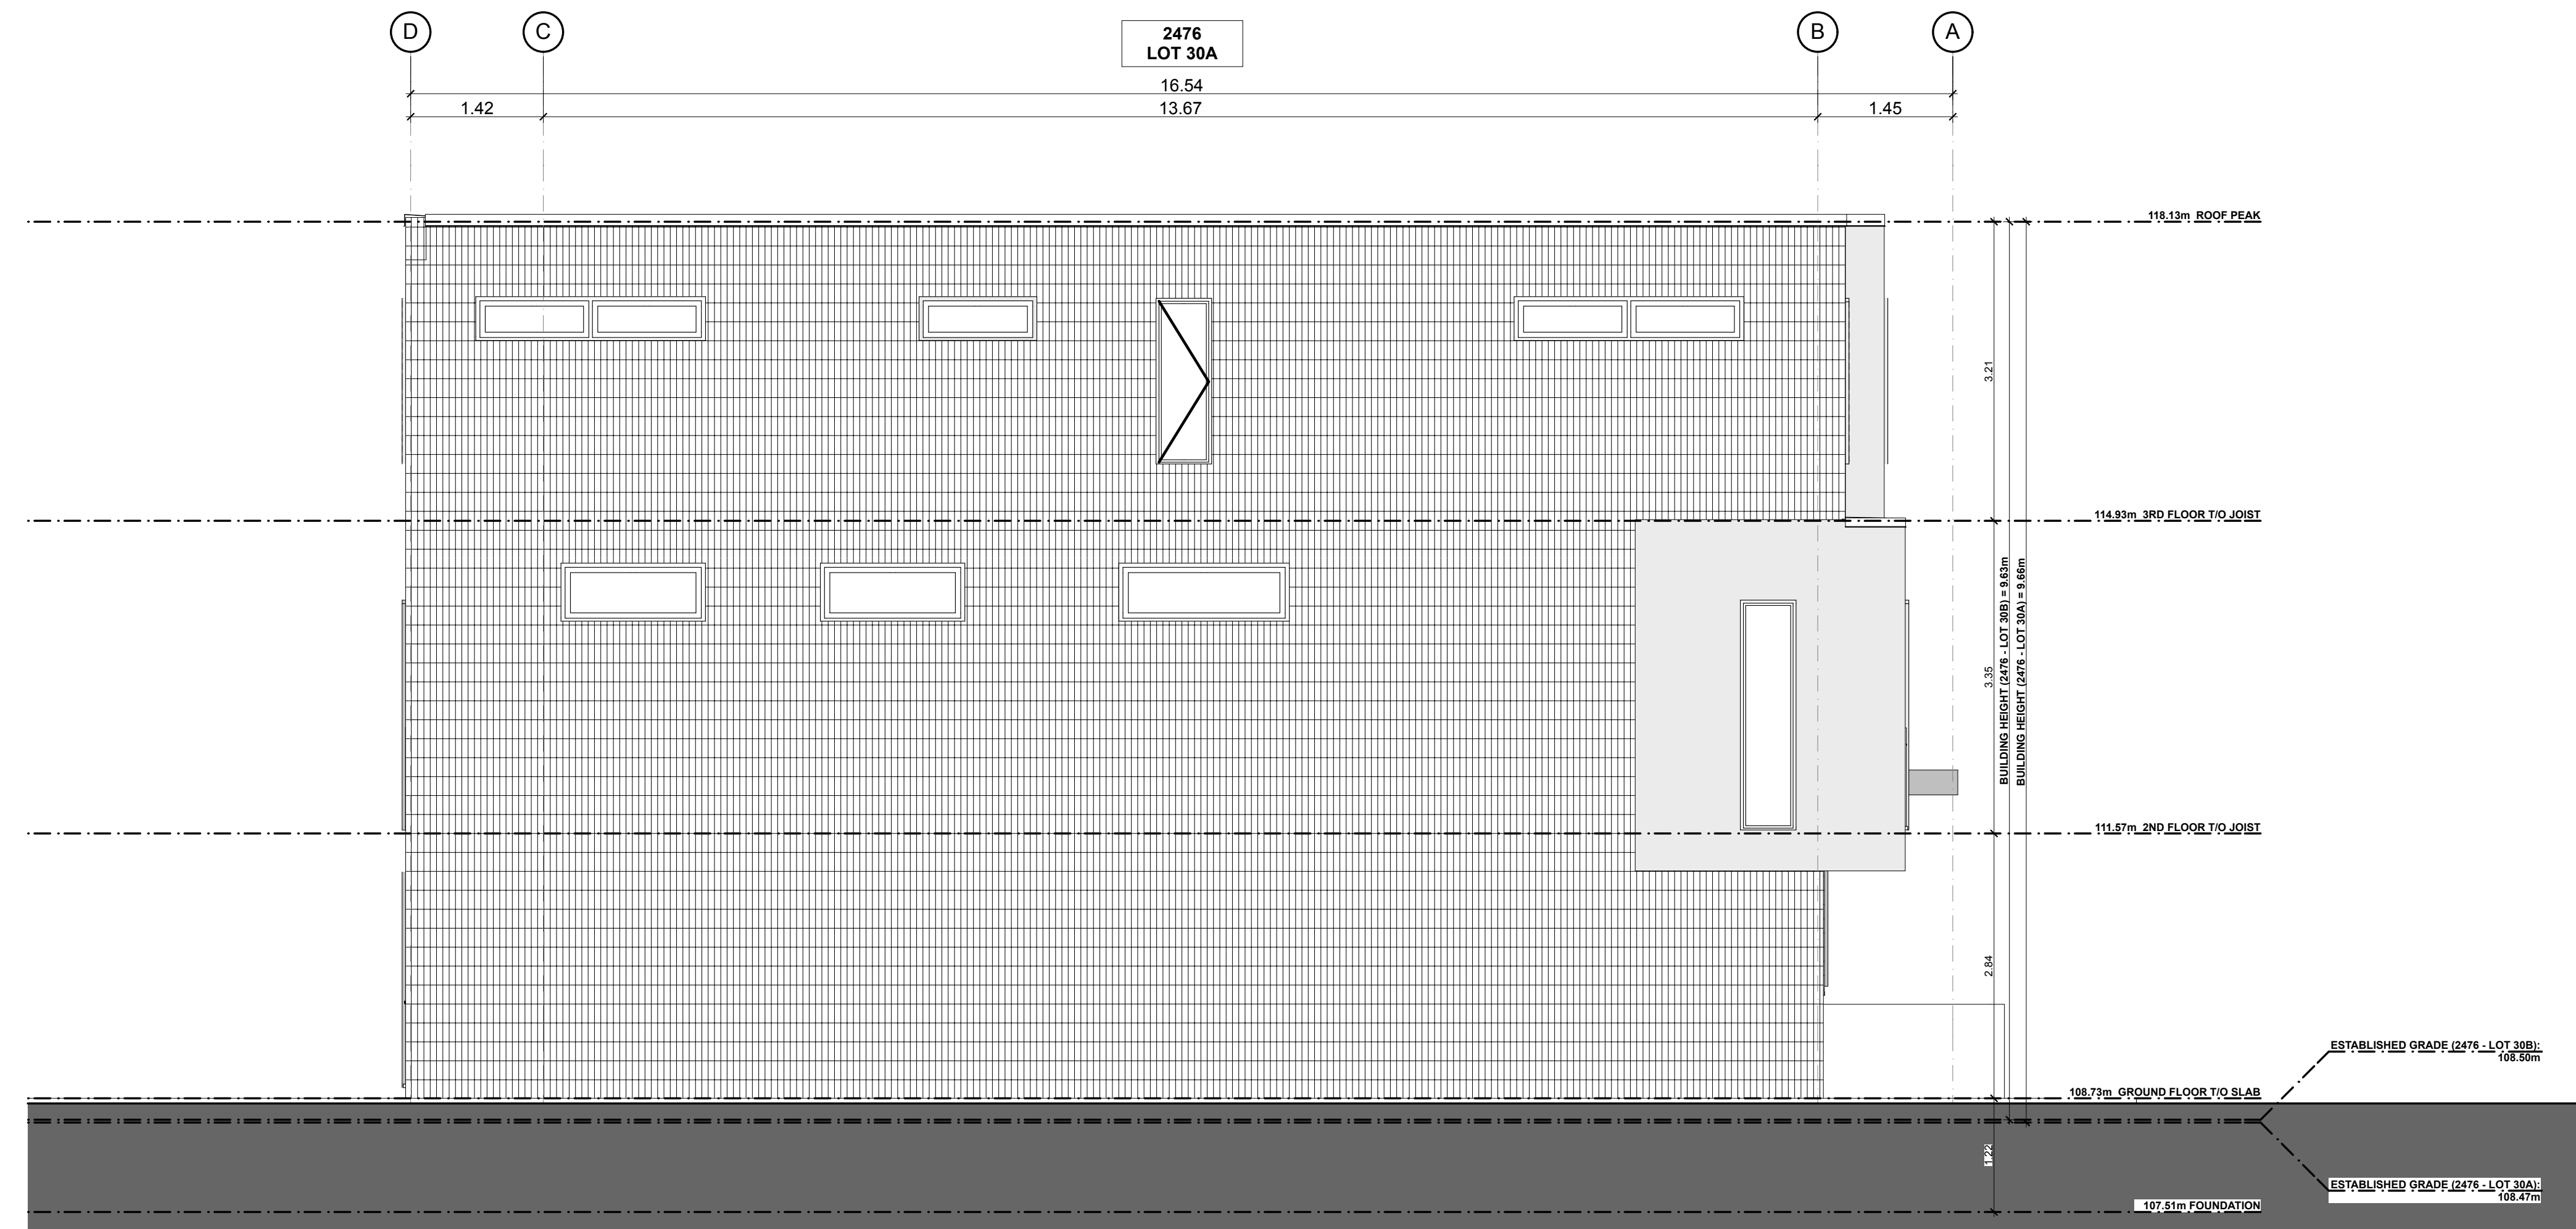 D
C
2476
LOT 30A
B
A
16.54
1.42
13.67
1.45
118.13m ROOF PEAK
3.21
114.93m 3RD FLOOR T/O JOIST
BUILDING HEIGHT (2476 - LOT 30B) = 9.63m
BUILDING HEIGHT (2476 - LOT 30A) = 9.66m
3.35
111.57m 2ND FLOOR T/O JOIST
2.84
ESTABLISHED GRADE (2476 - LOT 30B):
108.50m
108.73m GROUND FLOOR T/O SLAB
1.22
ESTABLISHED GRADE (2476 - LOT 30A):
108.47m
107.51m FOUNDATION